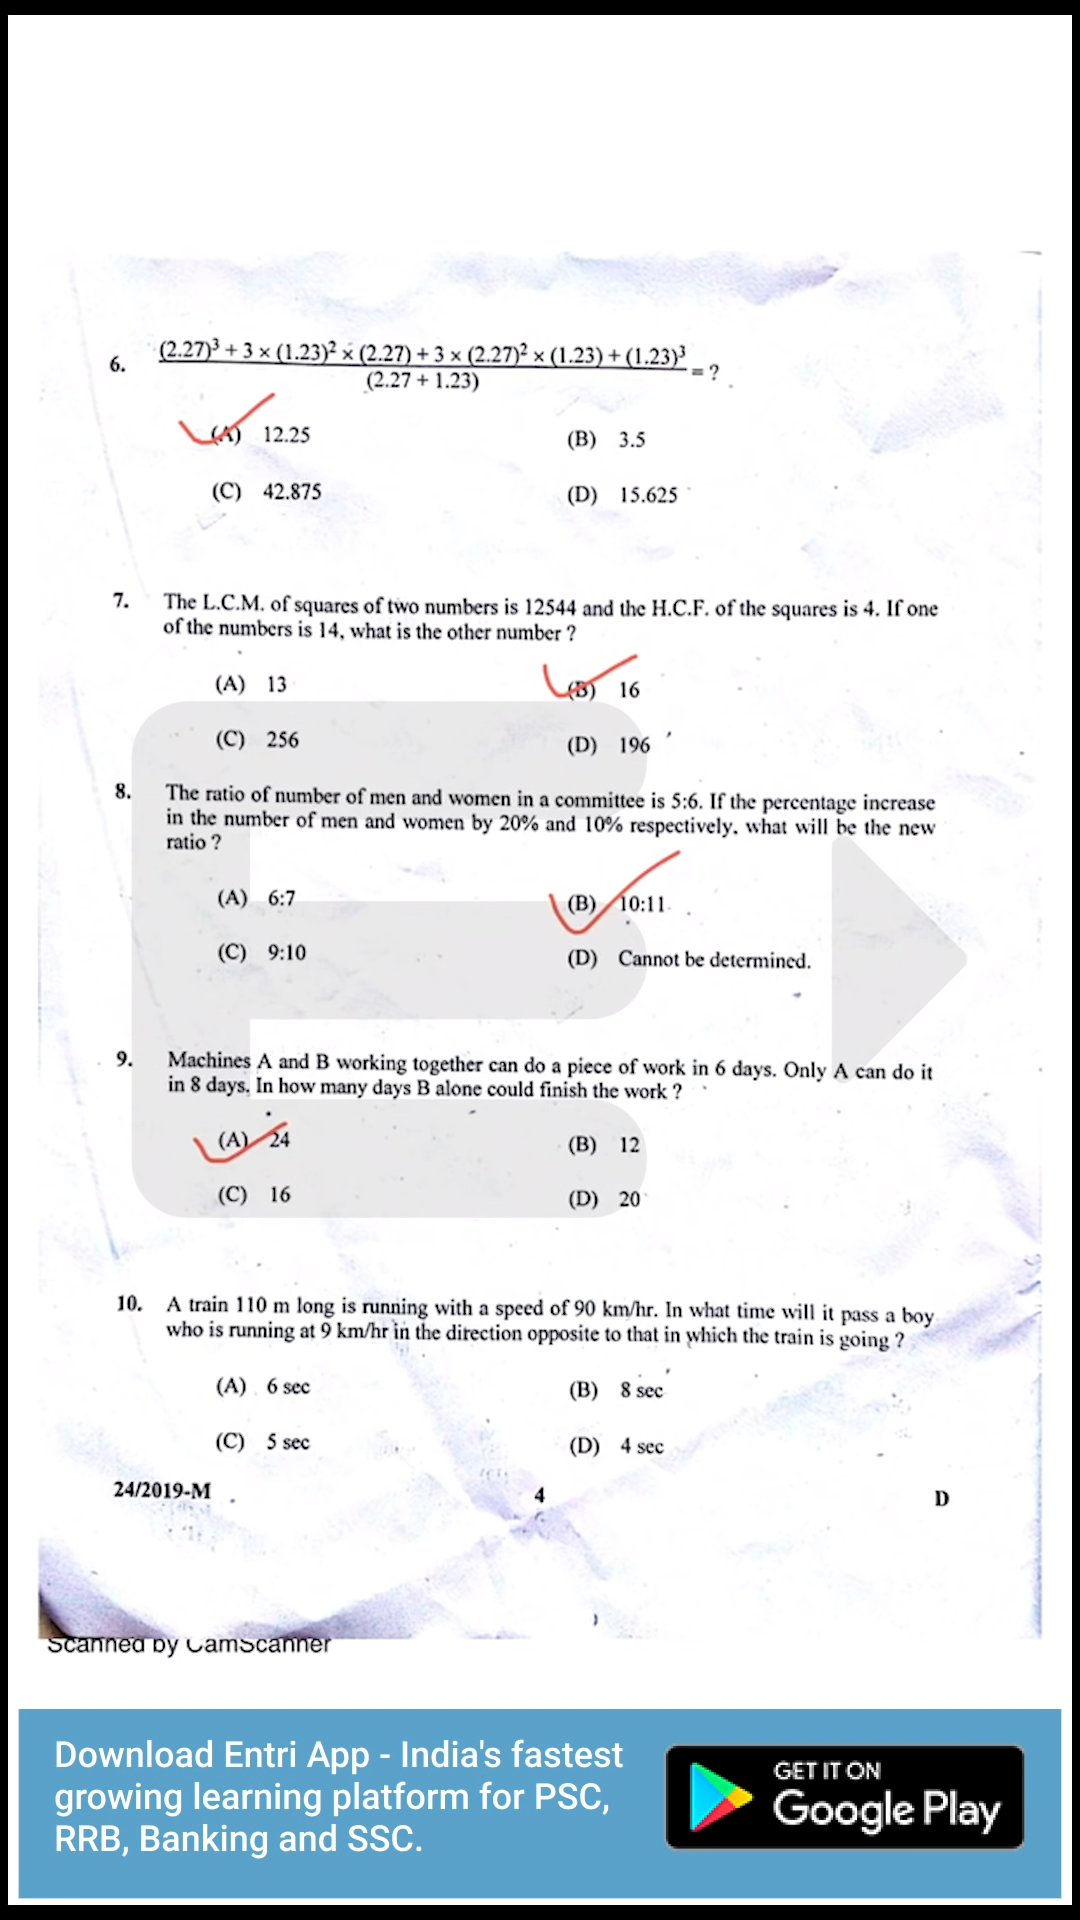 6. (2.27)³ + 3 × (1.23)² × (2.27) + 3 × (2.27)² × (1.23) + (1.23)³ = ?
(2.27 + 1.23)
(A) 12.25 (B) 3.5
(C) 42.875 (D) 15.625
7. The L.C.M. of squares of two numbers is 12544 and the H.C.F. of the squares is 4. If one
of the numbers is 14, what is the other number ?
(A) 13 (B) 16
(C) 256 (D) 196
8. The ratio of number of men and women in a committee is 5:6. If the percentage increase
in the number of men and women by 20% and 10% respectively, what will be the new
ratio ?
(A) 6:7 (B) 10:11
(C) 9:10 (D) Cannot be determined.
9. Machines A and B working together can do a piece of work in 6 days. Only A can do it
in 8 days. In how many days B alone could finish the work ?
(A) 24 (B) 12
(C) 16 (D) 20
10. A train 110 m long is running with a speed of 90 km/hr. In what time will it pass a boy
who is running at 9 km/hr in the direction opposite to that in which the train is going ?
(A) 6 sec (B) 8 sec
(C) 5 sec (D) 4 sec
24/2019-M 4 D
Scanned by CamScanner
Download Entri App - India's fastest
growing learning platform for PSC,
RRB, Banking and SSC.
GET IT ON
Google Play